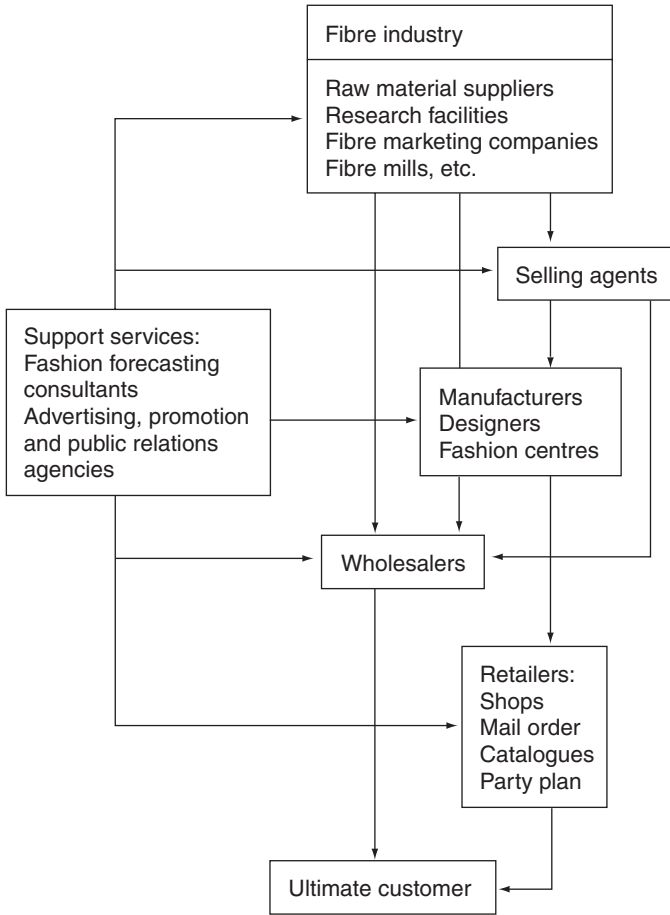 Fibre industry
Raw material suppliers
Research facilities
Fibre marketing companies
Fibre mills, etc.
Selling agents
Support services:
Fashion forecasting
consultants
Advertising, promotion
and public relations
agencies
Manufacturers
Designers
Fashion centres
Wholesalers
Retailers:
Shops
Mail order
Catalogues
Party plan
Ultimate customer